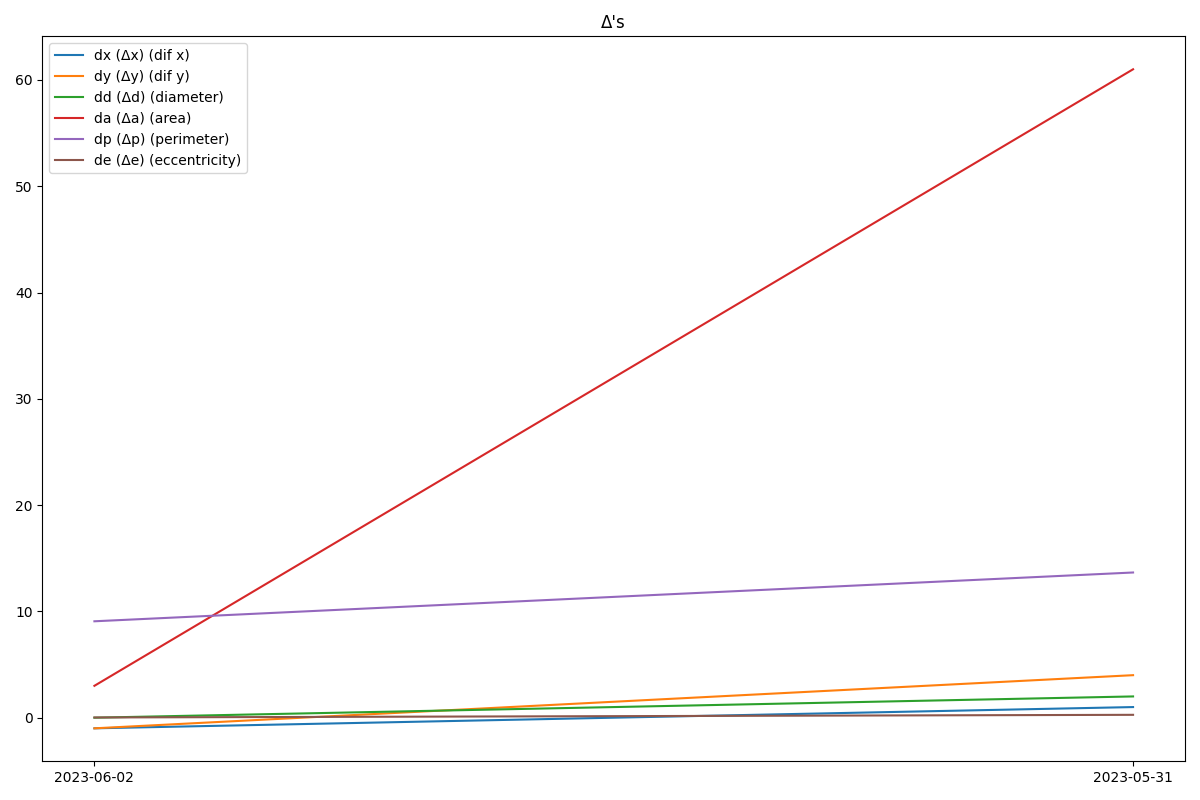 Δ's
dx (Δx) (dif x)
dy (Δy) (dif y)
dd (Δd) (diameter)
da (Δa) (area)
dp (Δp) (perimeter)
de (Δe) (eccentricity)
60
50
40
30
20
10
0
2023-06-02
2023-05-31